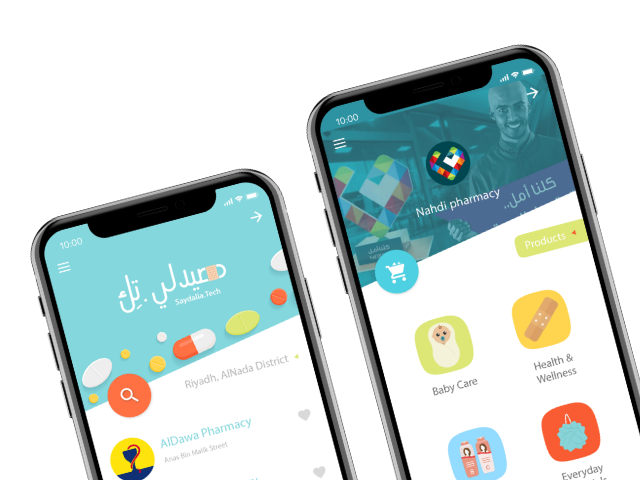 10:00
صيدلي.تك
Saydalia.Tech
Riyadh, AlNada District
AlDawa Pharmacy
Anas Bin Malik Street
10:00
Nahdi pharmacy
كلنا أمل..
Products
Baby Care
Health &
Wellness
Everyday